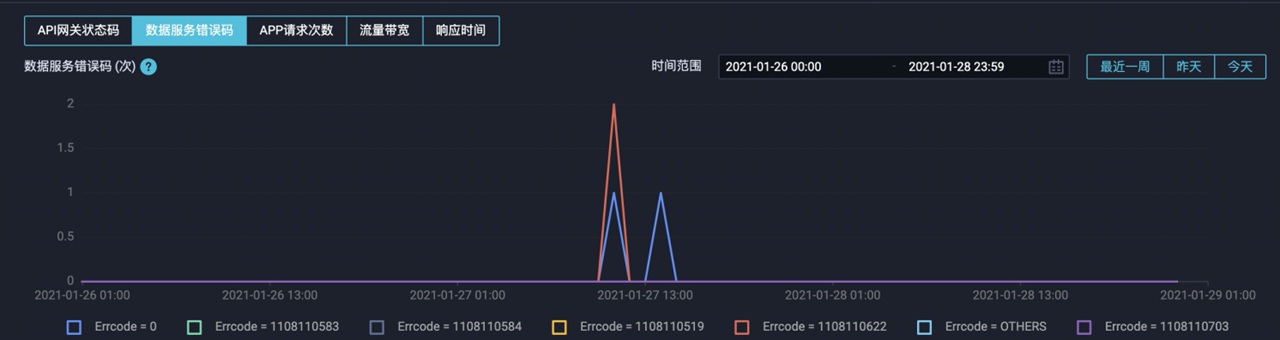 API网关状态码 数据服务错误码 APP请求次数 流量带宽 响应时间
数据服务错误码 (次) ? 时间范围 2021-01-26 00:00 - 2021-01-28 23:59 最近一周 昨天 今天
2
1.5
1
0.5
0
2021-01-26 01:00 2021-01-26 13:00 2021-01-27 01:00 2021-01-27 13:00 2021-01-28 01:00 2021-01-28 13:00 2021-01-29 01:00
Errcode = 0 Errcode = 1108110583 Errcode = 1108110584 Errcode = 1108110519 Errcode = 1108110622 Errcode = OTHERS Errcode = 1108110703